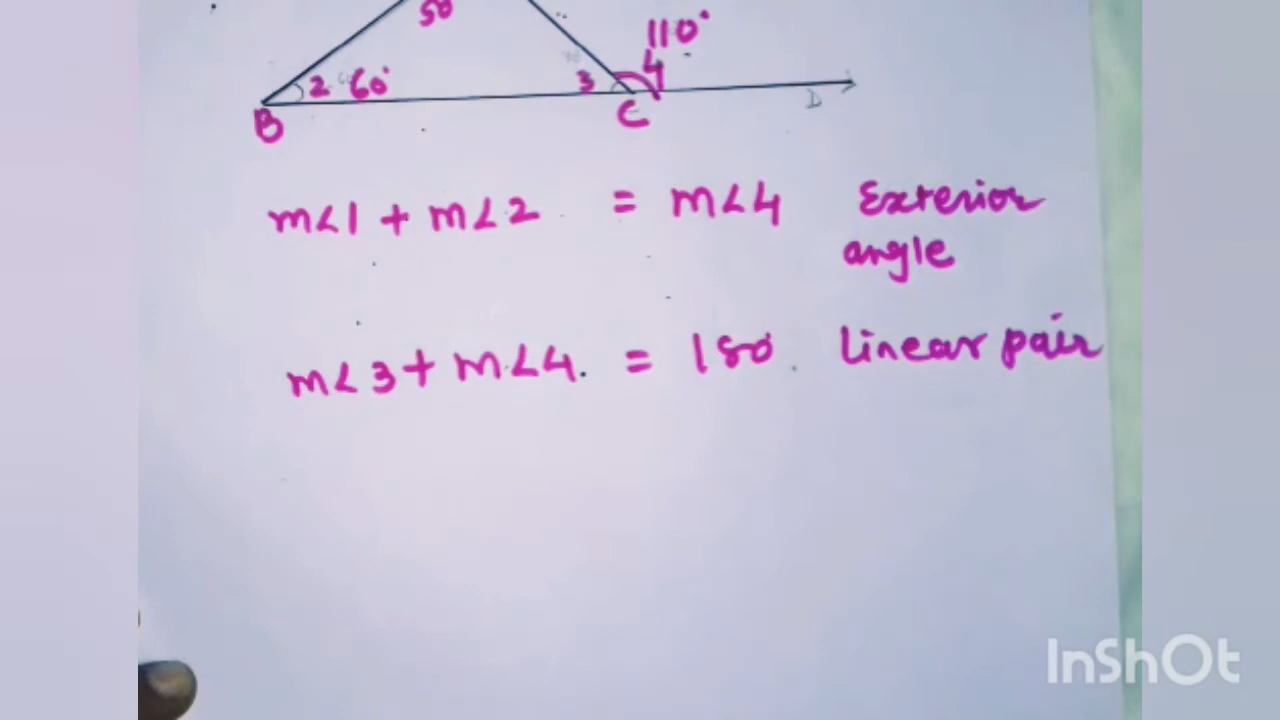 50
110°
2 60° 3 4
B C D
m∠1 + m∠2 = m∠4 Exterior
angle
m∠3 + m∠4. = 180 linear pair
InShOt